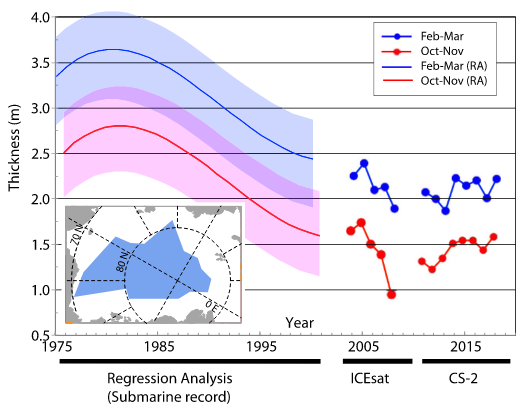 4.0
3.5
3.0
2.5
2.0
1.5
1.0
0.5
Thickness (m)
Feb-Mar
Oct-Nov
Feb-Mar (RA)
Oct-Nov (RA)
70 N
80 N
0 E
Year
1975
1985
1995
2005
2015
Regression Analysis
(Submarine record)
ICEsat
CS-2